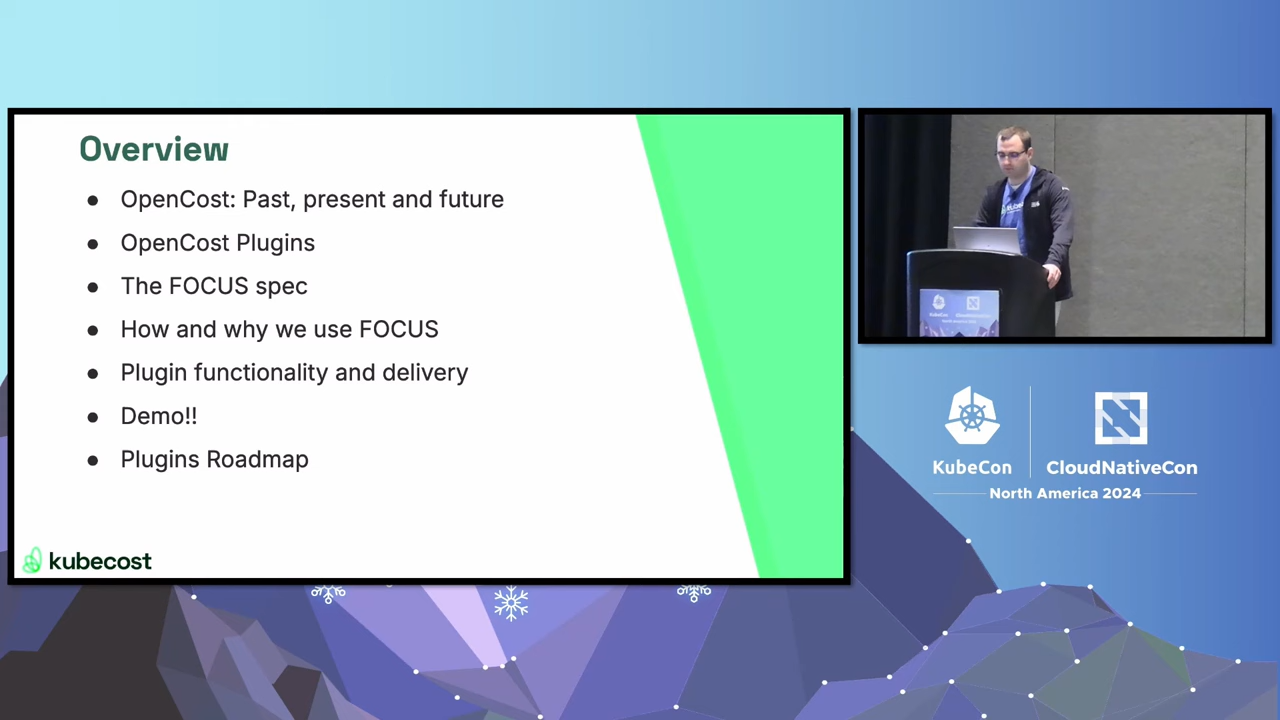 Overview
● OpenCost: Past, present and future
● OpenCost Plugins
● The FOCUS spec
● How and why we use FOCUS
● Plugin functionality and delivery
● Demo!!
● Plugins Roadmap
kubecost
KubeCon
CloudNativeCon
North America 2024